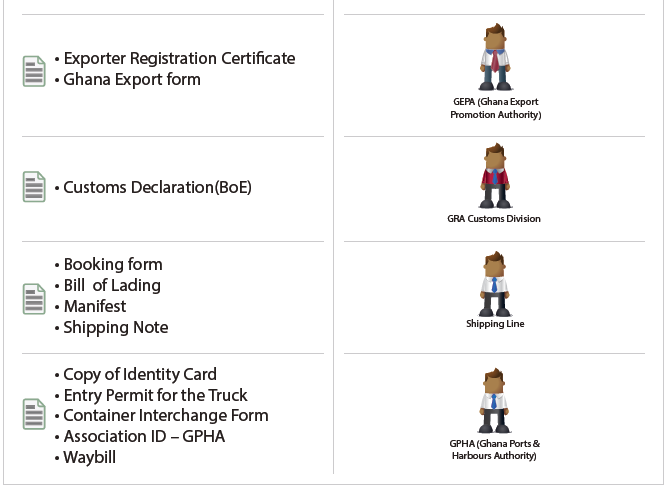 • Exporter Registration Certificate
• Ghana Export form
GEPA (Ghana Export
Promotion Authority)
• Customs Declaration(BoE)
GRA Customs Division
• Booking form
• Bill of Lading
• Manifest
• Shipping Note
Shipping Line
• Copy of Identity Card
• Entry Permit for the Truck
• Container Interchange Form
• Association ID – GPHA
• Waybill
GPHA (Ghana Ports &
Harbours Authority)